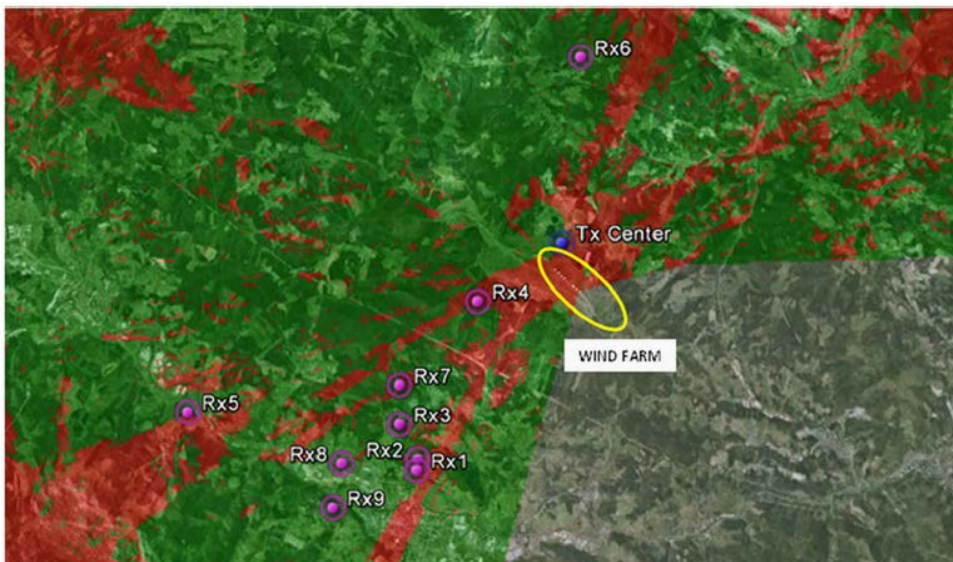 Rx6
Tx Center
Rx4
WIND FARM
Rx7
Rx5
Rx3
Rx2
Rx8
Rx1
Rx9